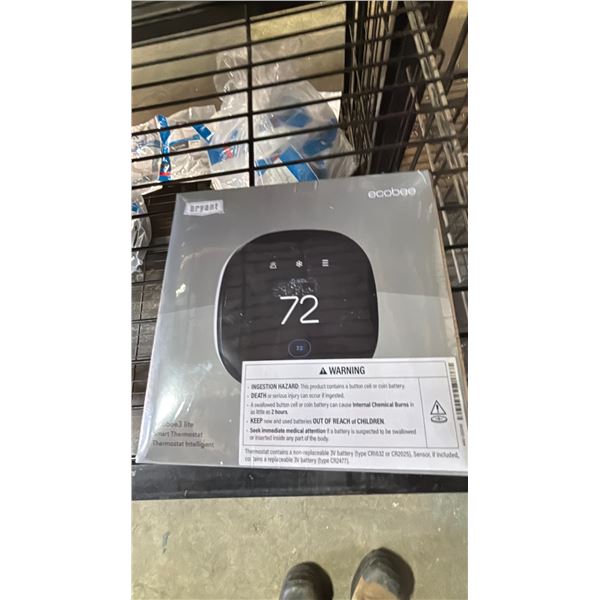 bryant
ecobee
72
72
WARNING
- INGESTION HAZARD: This product contains a button cell or coin battery.
- DEATH or serious injury can occur if ingested.
- A swallowed button cell or coin battery can cause Internal Chemical Burns in
as little as 2 hours.
- KEEP new and used batteries OUT OF REACH of CHILDREN.
- Seek immediate medical attention if a battery is suspected to be swallowed
or inserted inside any part of the body.
Thermostat contains a non-replaceable 3V battery (type CR1632 or CR2025), Sensor, if included,
contains a replaceable 3V battery (type CR2477).
ecobee3 lite
Smart Thermostat
Thermostat Intelligent